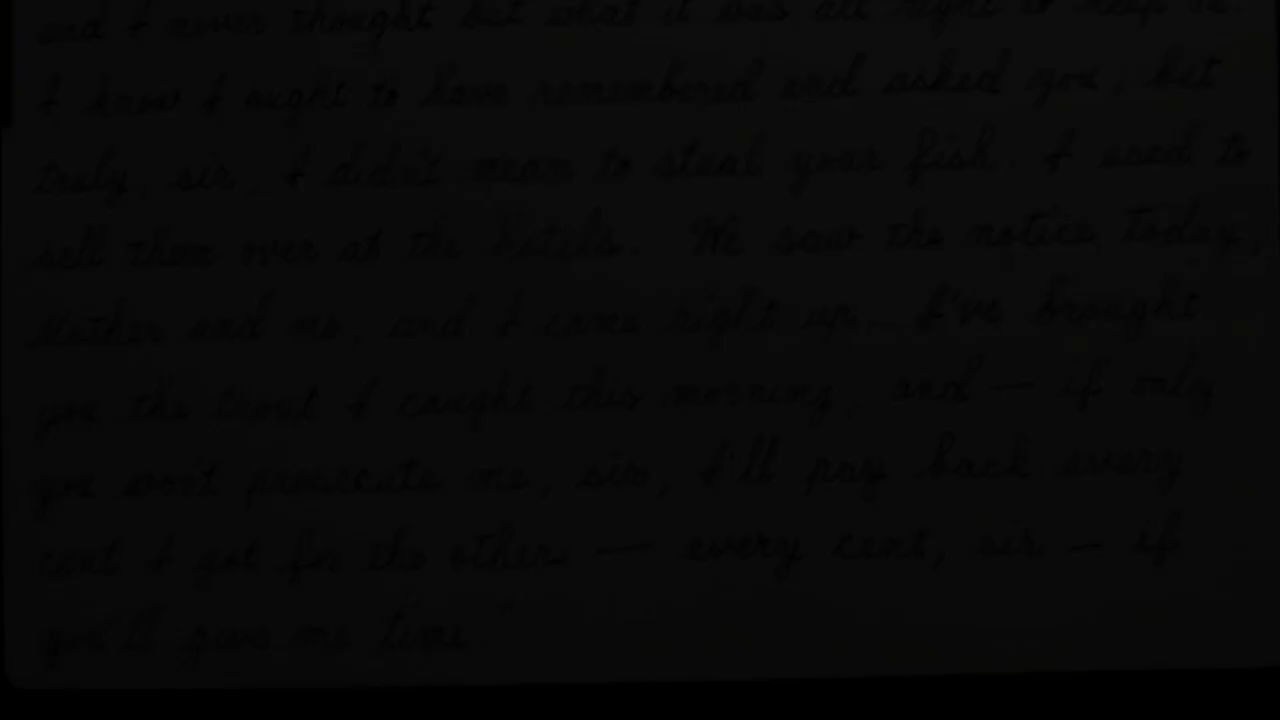 and I never thought but what it was all right to keep it.
I know I ought to have remembered and asked you, but
truly, sir, I didn't mean to steal your fish. I used to
sell them over at the hotels. We saw the notice today,
Mother and me, and I came right up. I've brought
you the trout I caught this morning, and — if only
you won't prosecute me, sir, I'll pay back every
cent I got for the other — every cent, sir — if
you'll give me time."